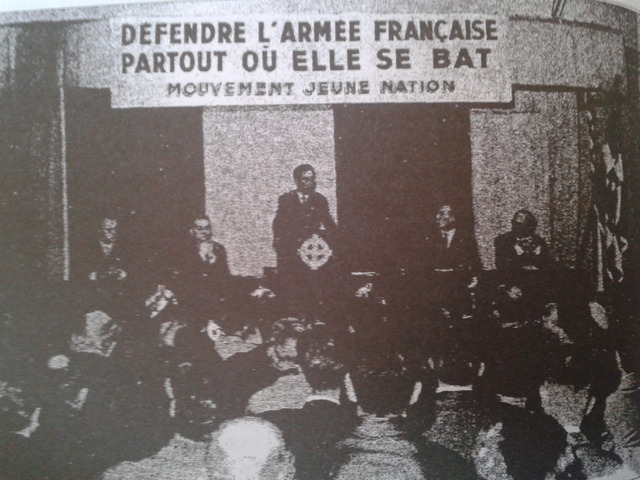 DÉFENDRE L'ARMÉE FRANÇAISE
PARTOUT OÙ ELLE SE BAT
MOUVEMENT JEUNE NATION